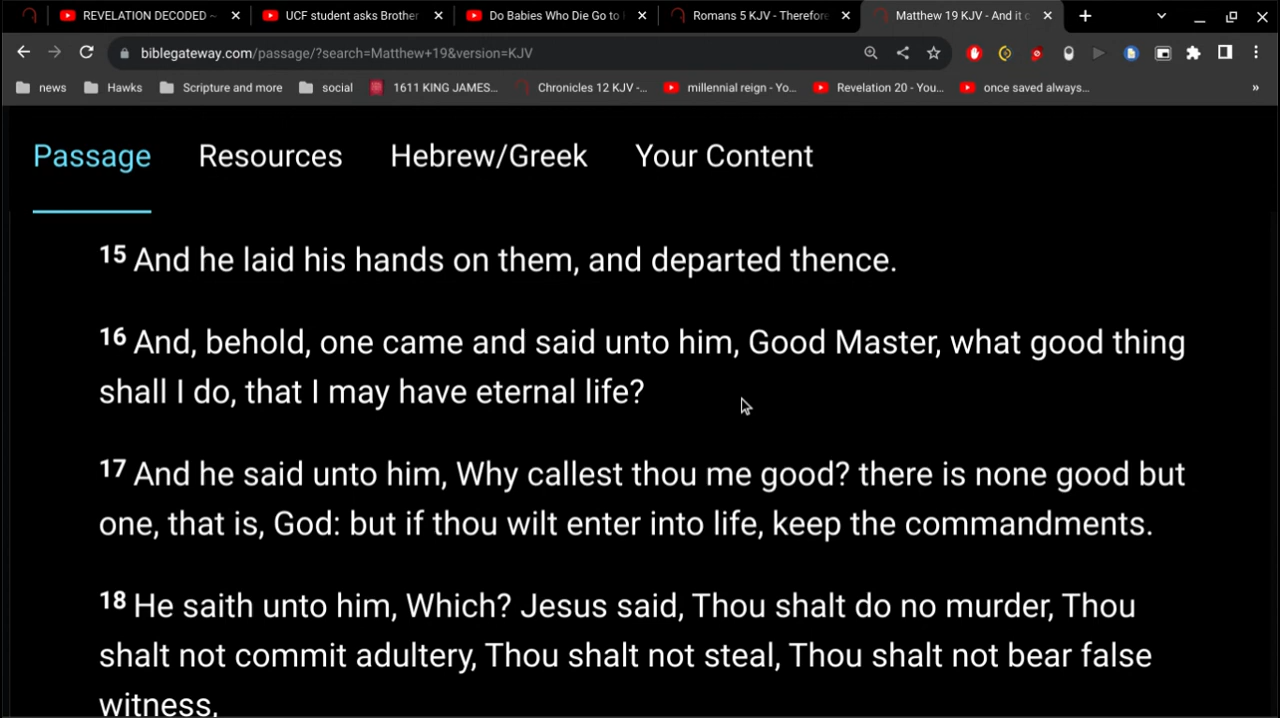 REVELATION DECODED ~
UCF student asks Brother
Do Babies Who Die Go to
Romans 5 KJV - Therefore
Matthew 19 KJV - And it c
biblegateway.com/passage/?search=Matthew+19&version=KJV
news
Hawks
Scripture and more
social
1611 KING JAMES...
Chronicles 12 KJV -...
millennial reign - Yo...
Revelation 20 - You...
once saved always...
»
Passage
Resources
Hebrew/Greek
Your Content
15 And he laid his hands on them, and departed thence.
16 And, behold, one came and said unto him, Good Master, what good thing
shall I do, that I may have eternal life?
17 And he said unto him, Why callest thou me good? there is none good but
one, that is, God: but if thou wilt enter into life, keep the commandments.
18 He saith unto him, Which? Jesus said, Thou shalt do no murder, Thou
shalt not commit adultery, Thou shalt not steal, Thou shalt not bear false
witness,